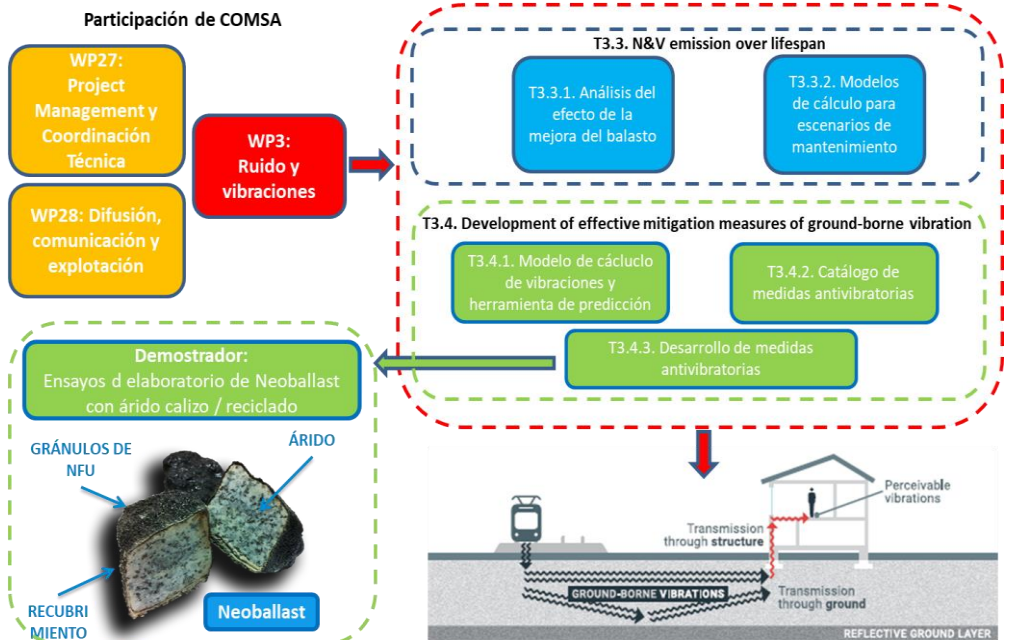 Participación de COMSA
WP27:
Project
Management y
Coordinación
Técnica
WP28: Difusión,
comunicación y
explotación
WP3:
Ruido y
vibraciones
T3.3. N&V emission over lifespan
T3.3.1. Análisis del
efecto de la
mejora del balasto
T3.3.2. Modelos
de cálculo para
escenarios de
mantenimiento
T3.4. Development of effective mitigation measures of ground-borne vibration
T3.4.1. Modelo de cácluclo
de vibraciones y
herramienta de predicción
T3.4.2. Catálogo de
medidas antivibratorias
T3.4.3. Desarrollo de medidas
antivibratorias
Demostrador:
Ensayos d elaboratorio de Neoballast
con árido calizo / reciclado
GRÁNULOS DE
NFU
ÁRIDO
RECUBRI
MIENTO
Neoballast
Perceivable
vibrations
Transmission
through structure
GROUND-BORNE VIBRATIONS
Transmission
through ground
REFLECTIVE GROUND LAYER